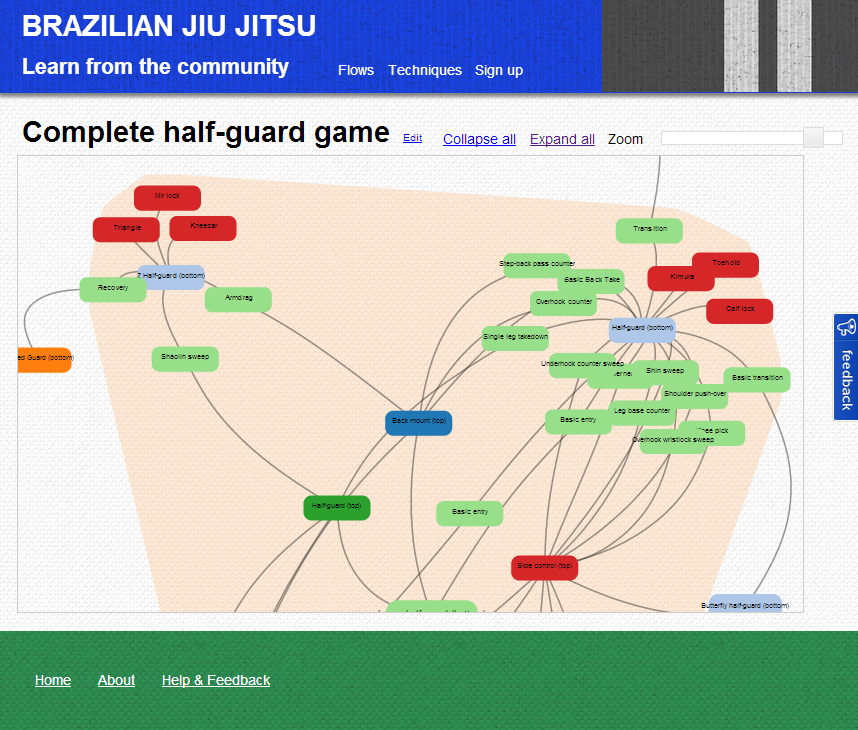 BRAZILIAN JIU JITSU
Learn from the community
Flows Techniques Sign up
Complete half-guard game
Edit
Collapse all
Expand all
Zoom
Mir lock
Triangle
Kneebar
Z Half-guard (bottom)
Recovery
Armdrag
ed Guard (bottom)
Shaolin sweep
Transition
Step-back pass counter
Toehold
Kimura
Basic Back Take
Overhook counter
Calf lock
Half-guard (bottom)
Single leg takedown
Underhook counter sweep
Shin sweep
Basic transition
Shoulder push-over
Leg base counter
Back mount (top)
Basic entry
Knee pick
Overhook wristlock sweep
Half-guard (top)
Basic entry
Side control (top)
Butterfly half-guard (bottom)
feedback
Home
About
Help & Feedback